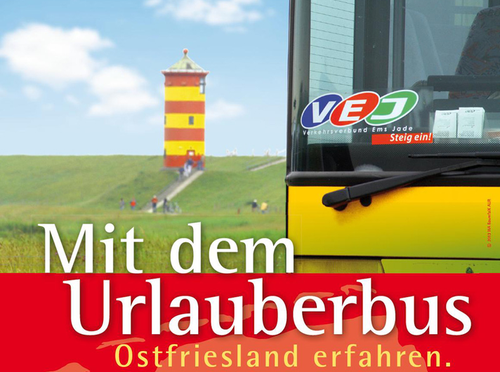 VEJ
Verkehrsverbund Ems Jade
Steig ein!
Mit dem
Urlauberbus
Ostfriesland erfahren.